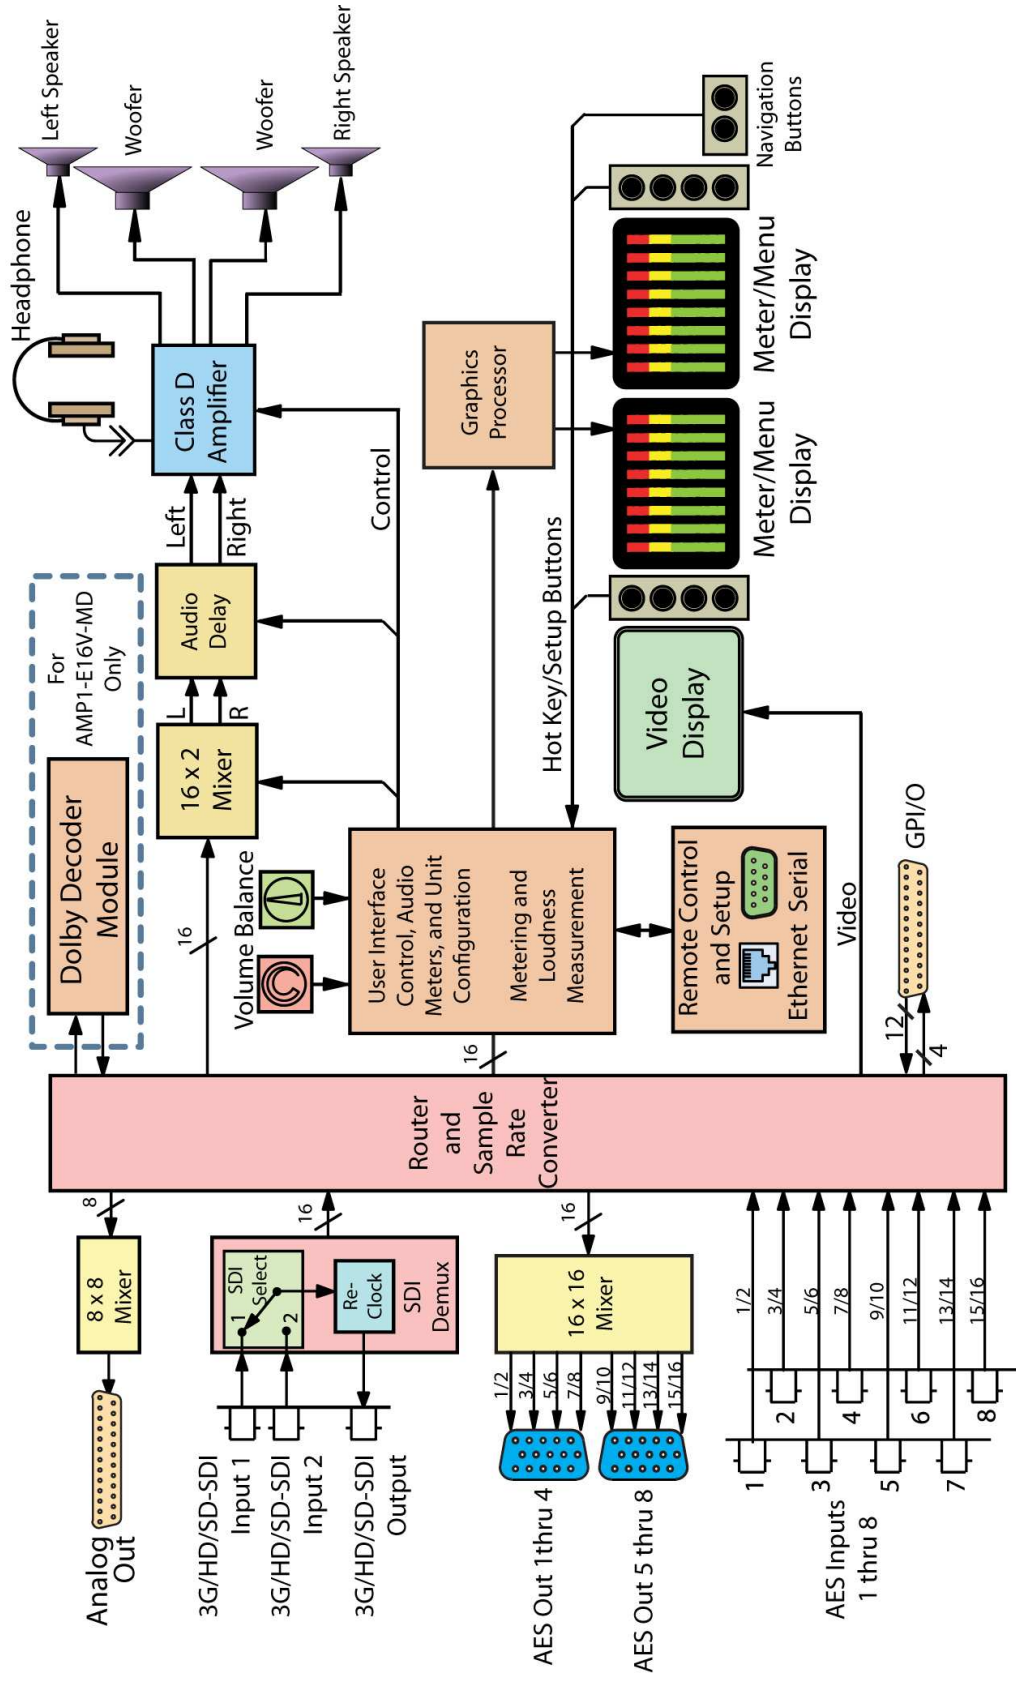 Analog
Out
8 x 8
Mixer
8
3G/HD/SD-SDI
Input 1
3G/HD/SD-SDI
Input 2
3G/HD/SD-SDI
Output
SDI
Select
1
2
Re-
Clock
SDI
Demux
16
AES Out 1thru 4
AES Out 5 thru 8
1/2
3/4
5/6
7/8
9/10
11/12
13/14
15/16
16 x 16
Mixer
16
AES Inputs
1 thru 8
1
2
3
4
5
6
7
8
1/2
3/4
5/6
7/8
9/10
11/12
13/14
15/16
Router
and
Sample
Rate
Converter
Dolby Decoder
Module
For
AMP1-E16V-MD
Only
16
16 x 2
Mixer
L
R
Audio
Delay
Left
Right
Class D
Amplifier
Headphone
Left Speaker
Woofer
Woofer
Right Speaker
Volume
Balance
Control
16
User Interface
Control, Audio
Meters, and Unit
Configuration
Metering and
Loudness
Measurement
Graphics
Processor
Hot Key/Setup Buttons
Remote Control
and Setup
Ethernet
Serial
Video
Display
Meter/Menu
Display
Meter/Menu
Display
Navigation
Buttons
Video
12
4
GPI/O